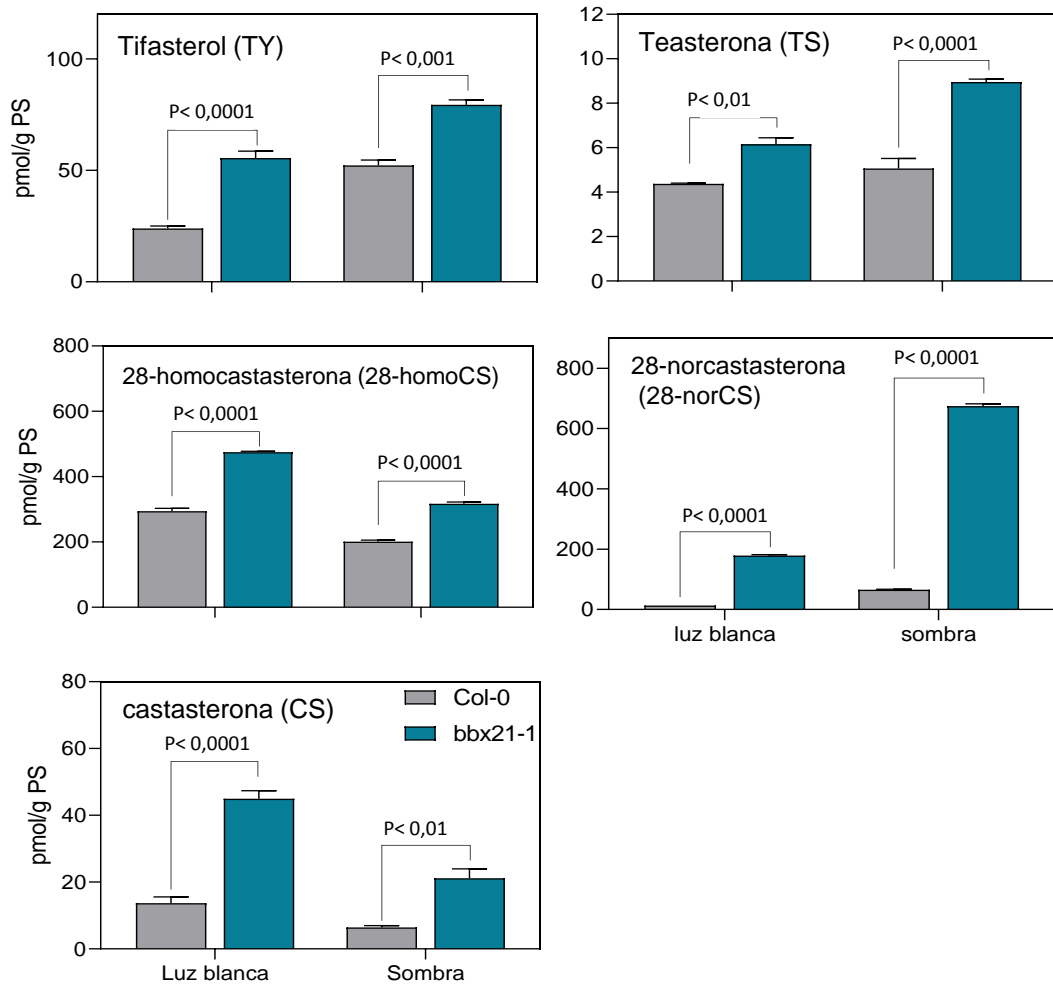 Tifasterol (TY)
pmol/g PS
100
50
0
P< 0,0001
P< 0,001
Teasterona (TS)
12
10
8
6
4
2
0
P< 0,01
P< 0,0001
28-homocastasterona (28-homoCS)
pmol/g PS
800
600
400
200
0
P< 0,0001
P< 0,0001
28-norcastasterona
(28-norCS)
800
600
400
200
0
P< 0,0001
P< 0,0001
luz blanca
sombra
castasterona (CS)
pmol/g PS
80
60
40
20
0
P< 0,0001
P< 0,01
Col-0
bbx21-1
Luz blanca
Sombra